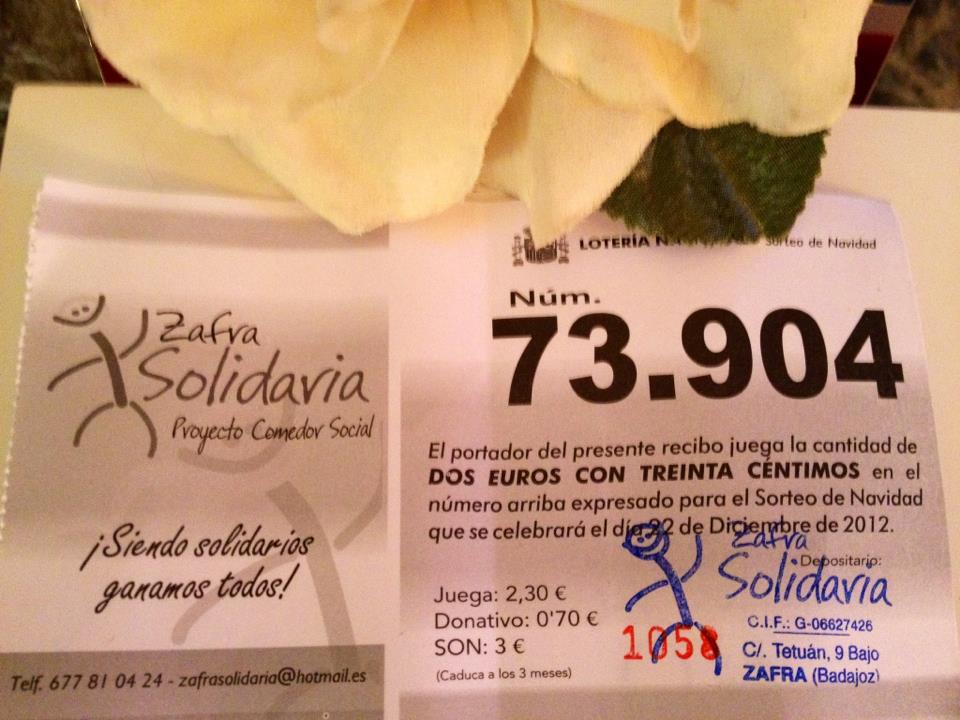 Zafra
Solidaria
Proyecto Comedor Social
¡Siendo solidarios
ganamos todos!
Telf. 677 81 04 24 - zafrasolidaria@hotmail.es
LOTERÍA Sorteo de Navidad
Núm.
73.904
El portador del presente recibo juega la cantidad de
DOS EUROS CON TREINTA CÉNTIMOS en el
número arriba expresado para el Sorteo de Navidad
que se celebrará el día 22 de Diciembre de 2012.
Juega: 2,30 €
Donativo: 0'70 €
SON: 3 €
(Caduca a los 3 meses)
1058
Zafra
Depositario:
Solidaria
C.I.F.: G-06627426
C/. Tetuán, 9 Bajo
ZAFRA (Badajoz)